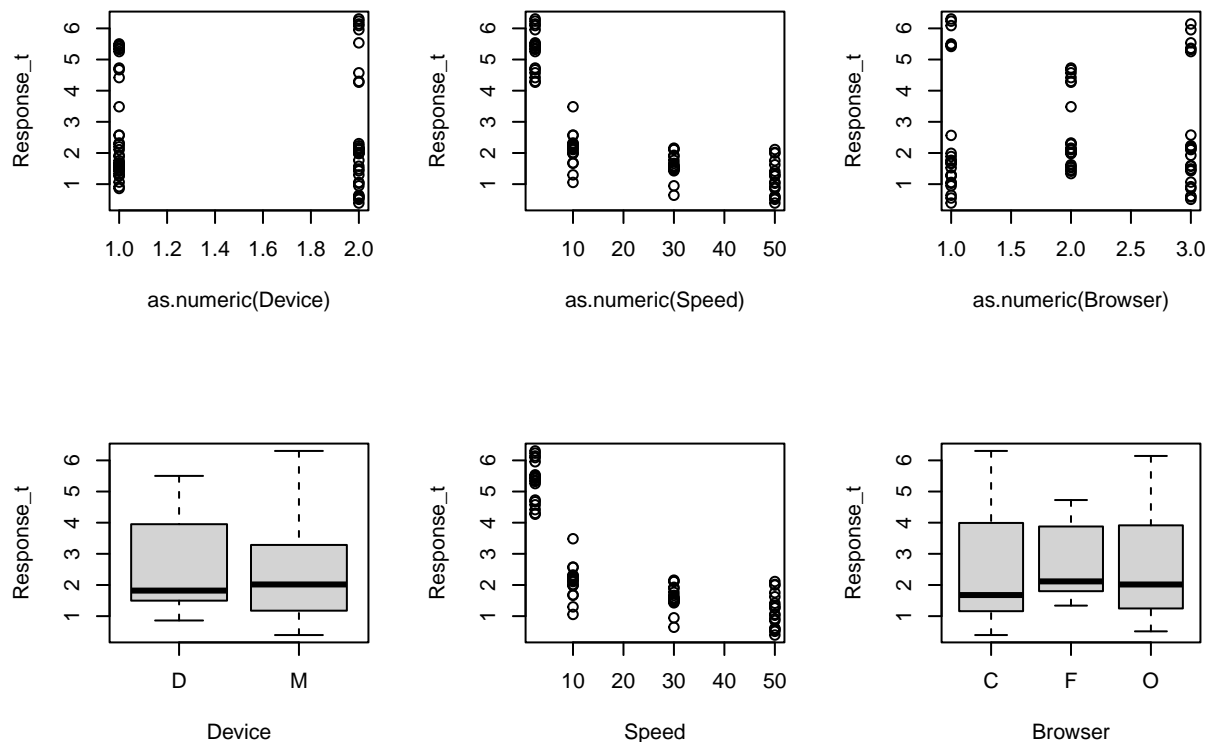 Response_t
1 2 3 4 5 6
1.0 1.2 1.4 1.6 1.8 2.0
as.numeric(Device)
Response_t
1 2 3 4 5 6
10 20 30 40 50
as.numeric(Speed)
Response_t
1 2 3 4 5 6
1.0 1.5 2.0 2.5 3.0
as.numeric(Browser)
Response_t
1 2 3 4 5 6
D M
Device
Response_t
1 2 3 4 5 6
10 20 30 40 50
Speed
Response_t
1 2 3 4 5 6
C F O
Browser